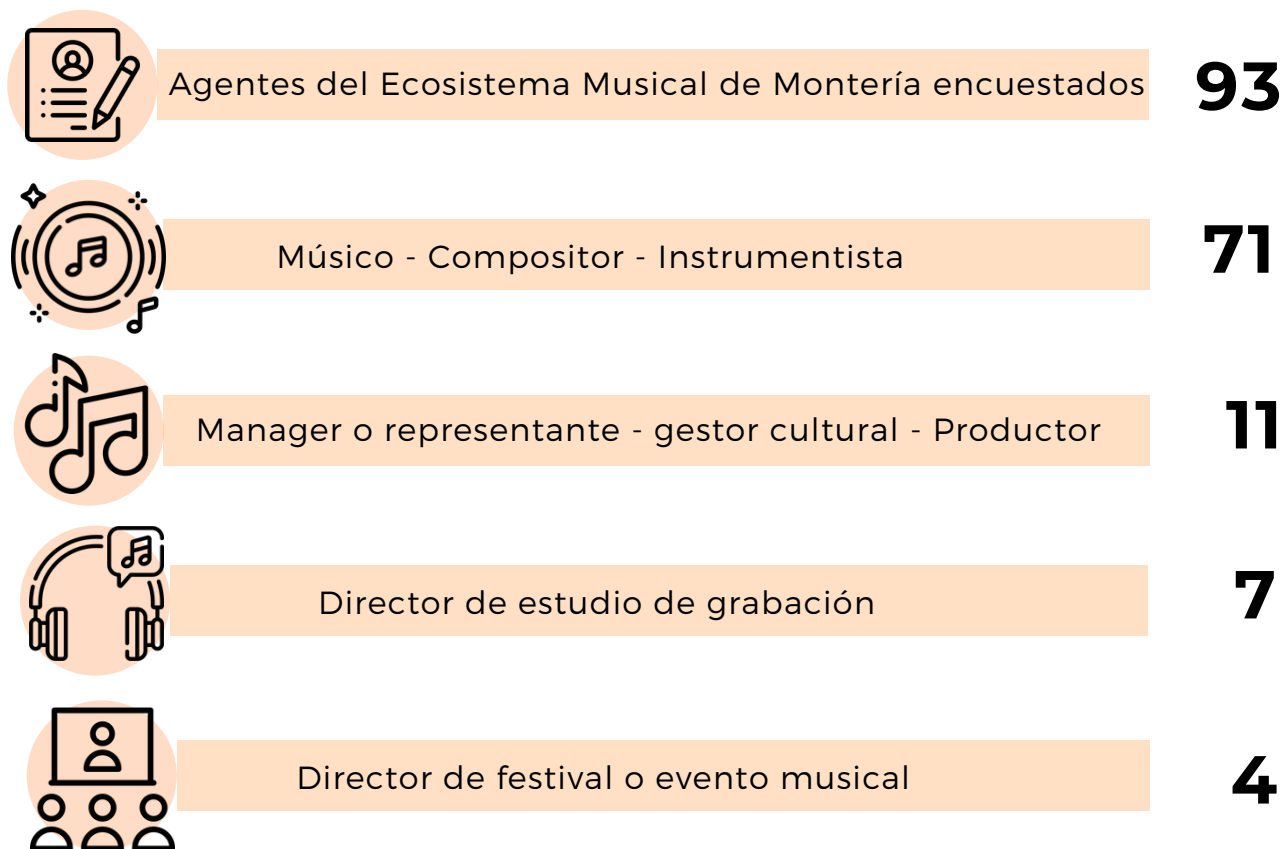 Agentes del Ecosistema Musical de Montería encuestados 93
Músico - Compositor - Instrumentista 71
Manager o representante - gestor cultural - Productor 11
Director de estudio de grabación 7
Director de festival o evento musical 4